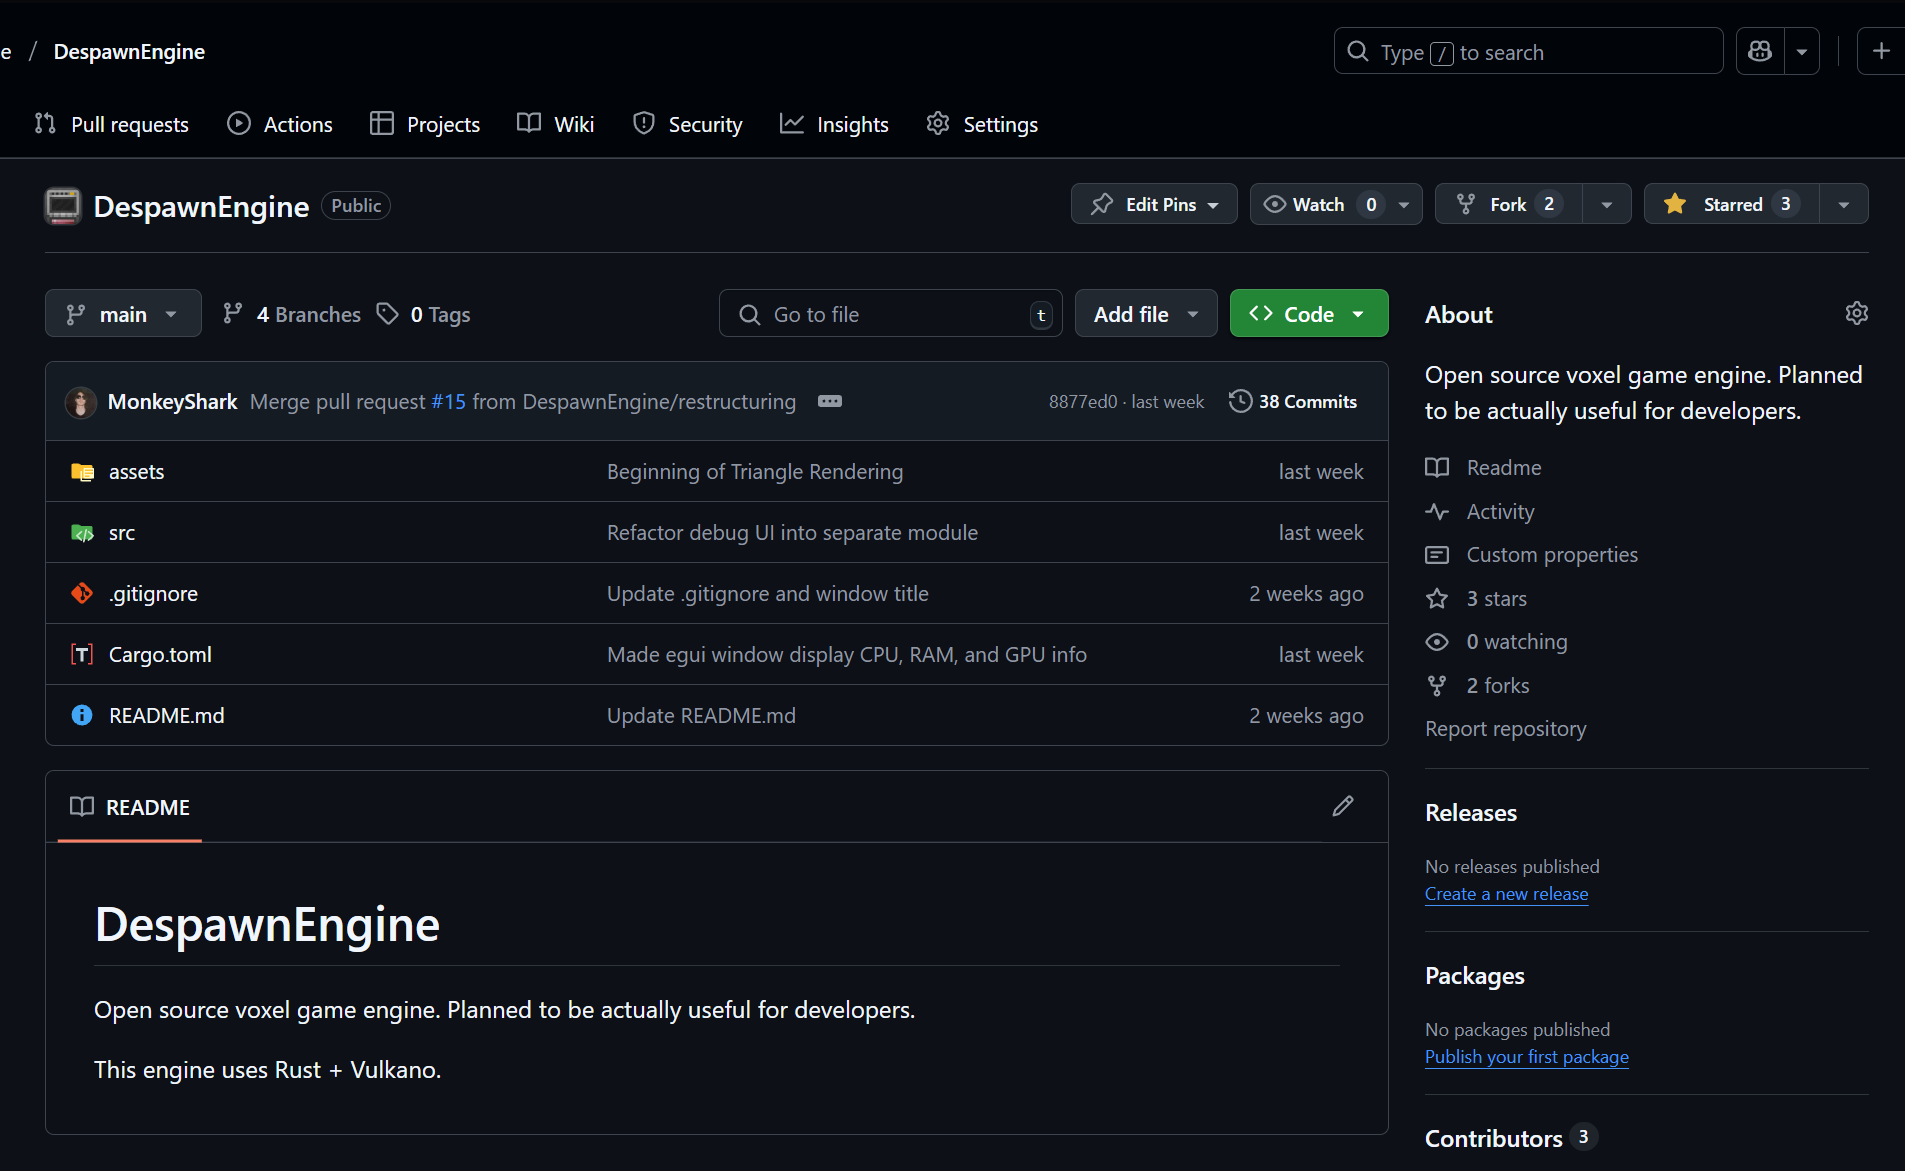 e / DespawnEngine
Type / to search
Pull requests Actions Projects Wiki Security Insights Settings
DespawnEngine Public
Edit Pins Watch 0 Fork 2 Starred 3
main 4 Branches 0 Tags Go to file t Add file Code
MonkeyShark Merge pull request #15 from DespawnEngine/restructuring 8877ed0 · last week 38 Commits
assets Beginning of Triangle Rendering last week
src Refactor debug UI into separate module last week
.gitignore Update .gitignore and window title 2 weeks ago
Cargo.toml Made egui window display CPU, RAM, and GPU info last week
README.md Update README.md 2 weeks ago
README
DespawnEngine
Open source voxel game engine. Planned to be actually useful for developers.
This engine uses Rust + Vulkano.
About
Open source voxel game engine. Planned
to be actually useful for developers.
Readme
Activity
Custom properties
3 stars
0 watching
2 forks
Report repository
Releases
No releases published
Create a new release
Packages
No packages published
Publish your first package
Contributors 3